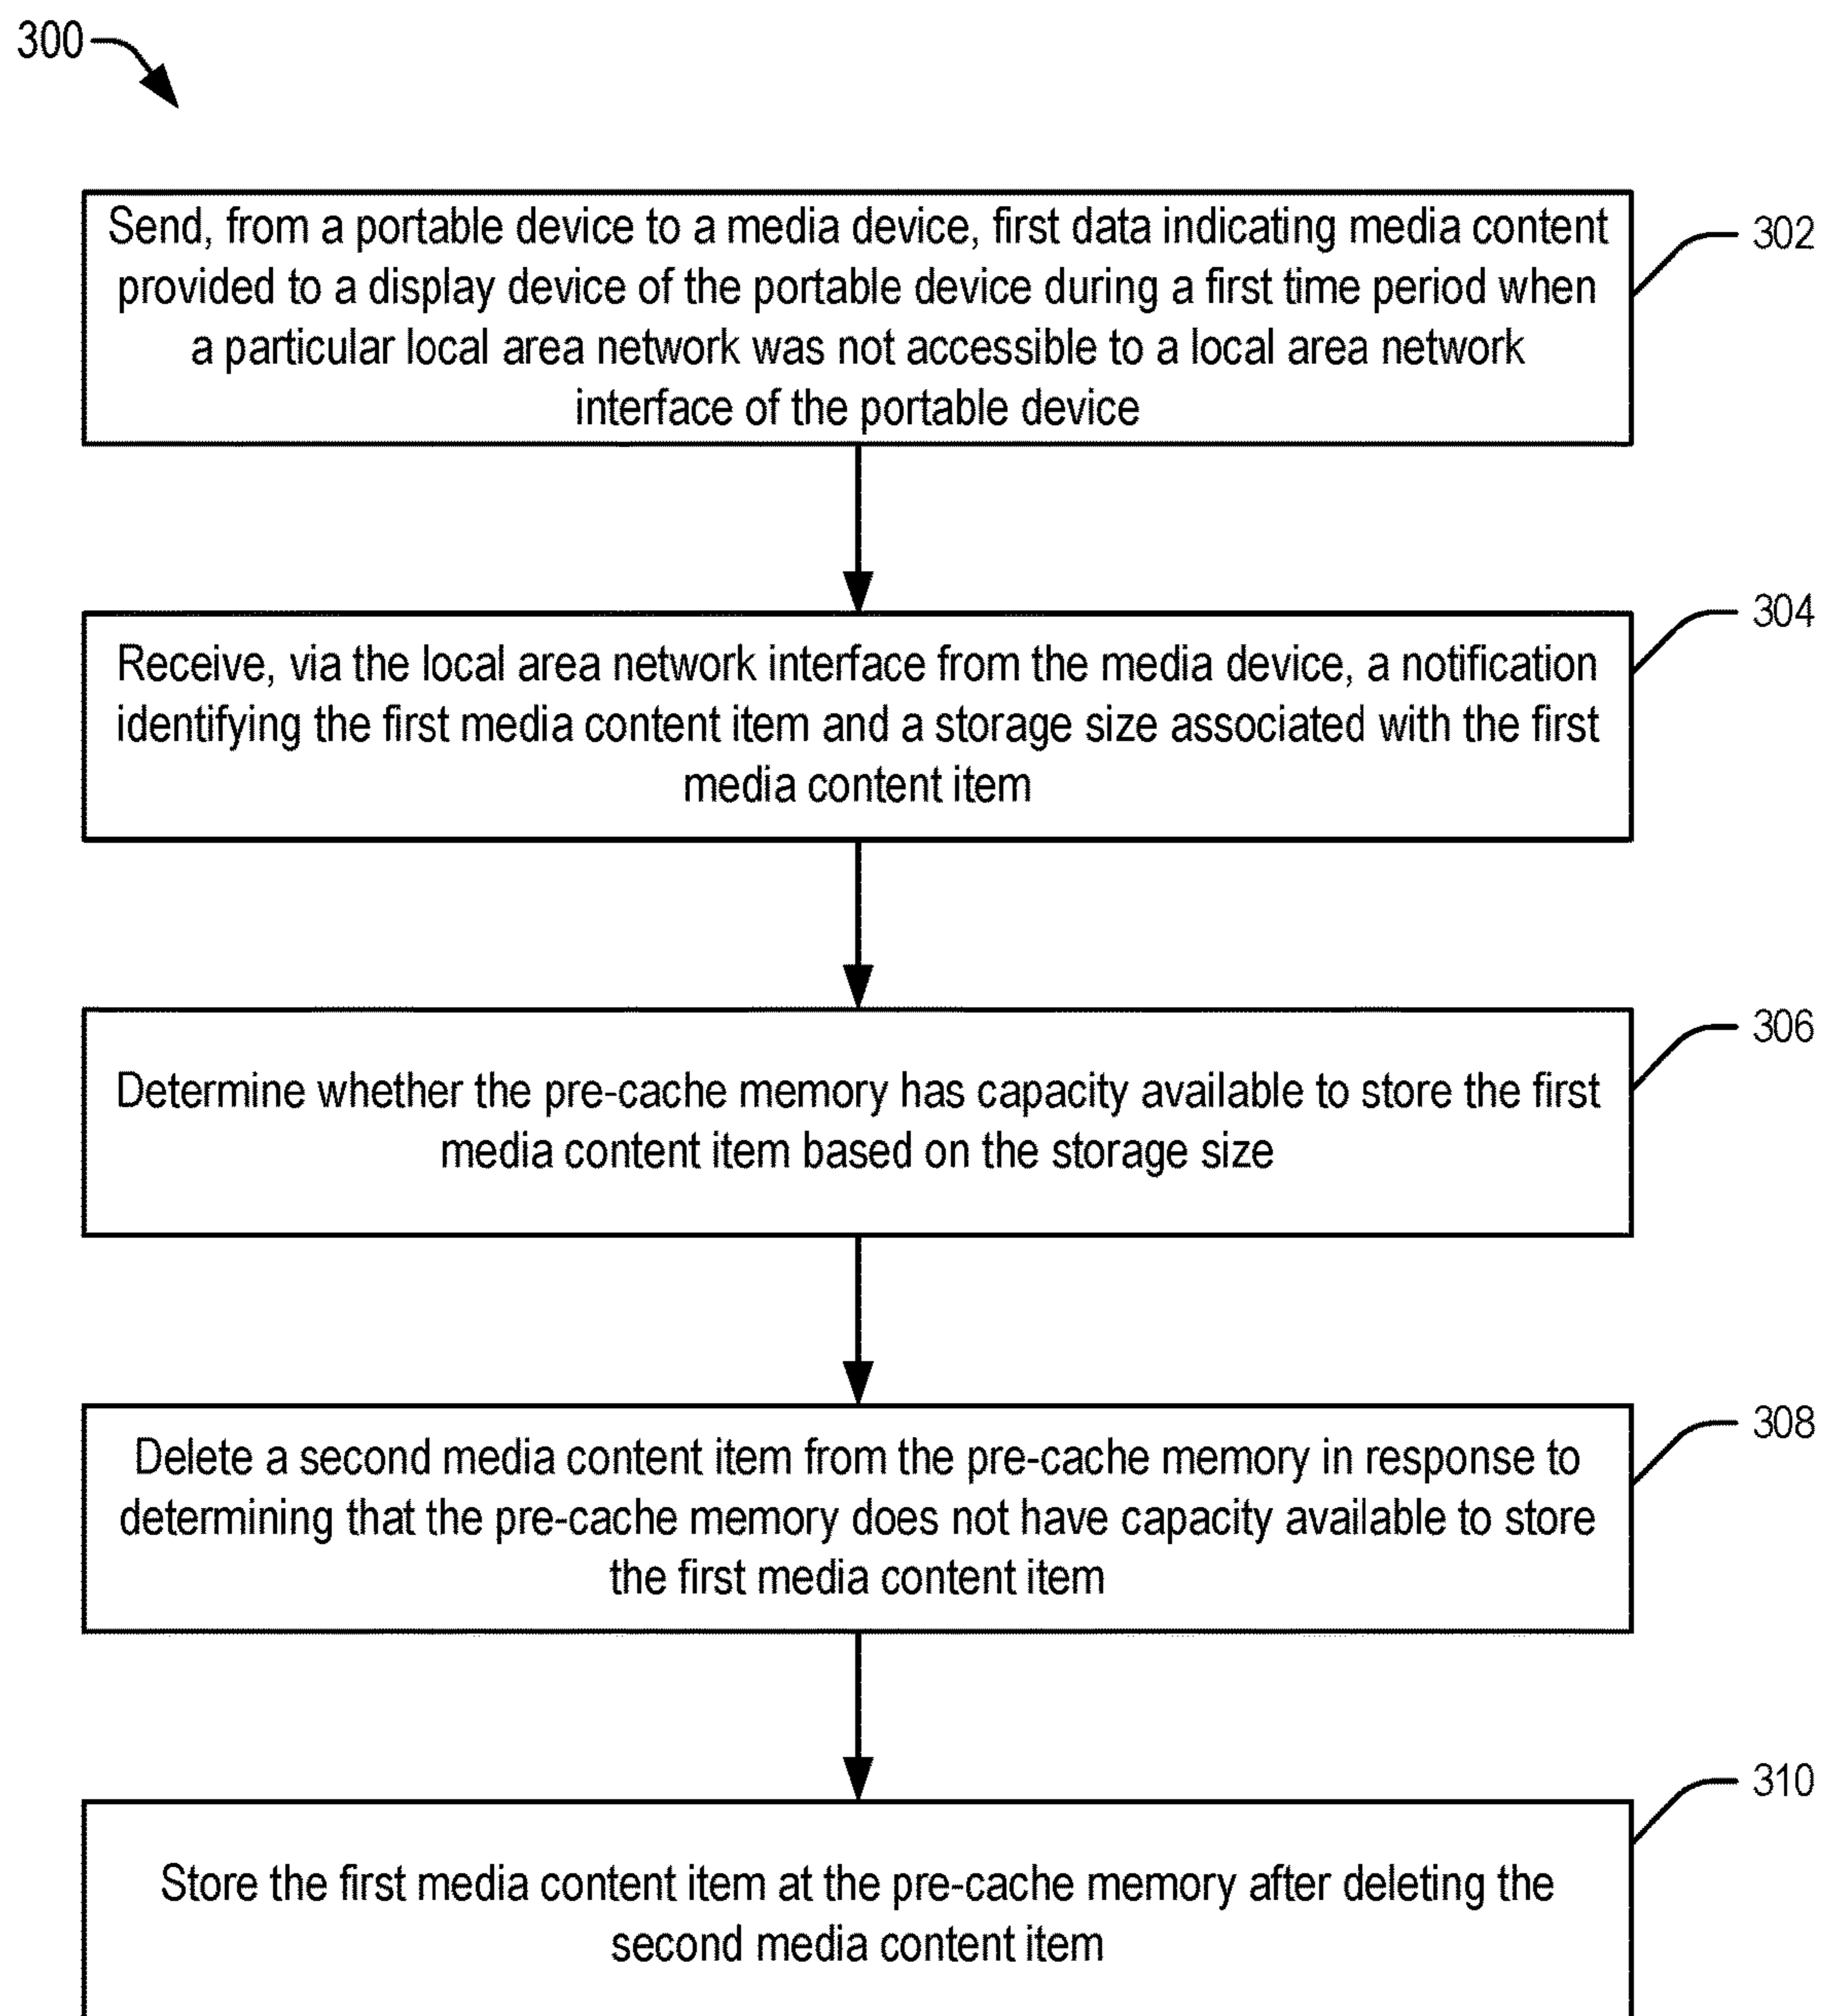 300
Send, from a portable device to a media device, first data indicating media content
provided to a display device of the portable device during a first time period when
a particular local area network was not accessible to a local area network
interface of the portable device
302
Receive, via the local area network interface from the media device, a notification
identifying the first media content item and a storage size associated with the first
media content item
304
Determine whether the pre-cache memory has capacity available to store the first
media content item based on the storage size
306
Delete a second media content item from the pre-cache memory in response to
determining that the pre-cache memory does not have capacity available to store
the first media content item
308
Store the first media content item at the pre-cache memory after deleting the
second media content item
310